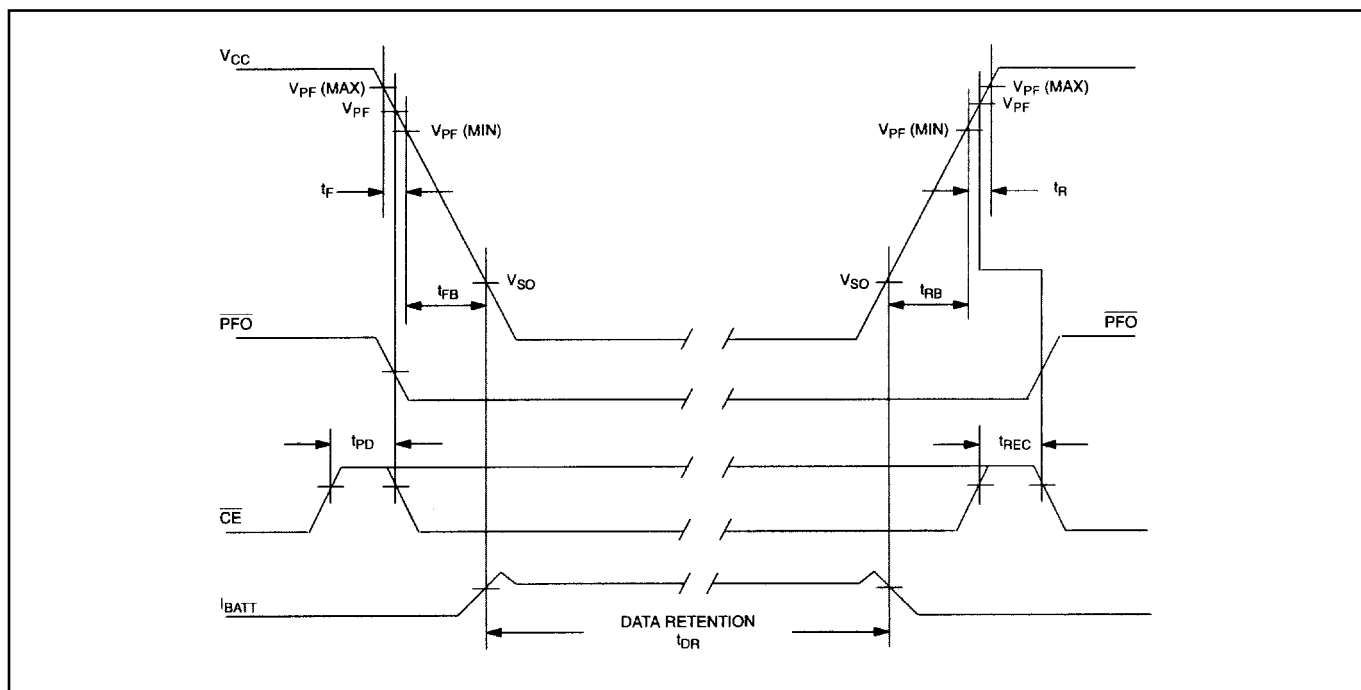 VCC
VPF (MAX)
VPF
VPF (MIN)
tF
tFB
VSO
VPF (MAX)
VPF
VPF (MIN)
tR
VSO
tRB
PFO
PFO
tPD
tREC
CE
IBATT
DATA RETENTION
tDR